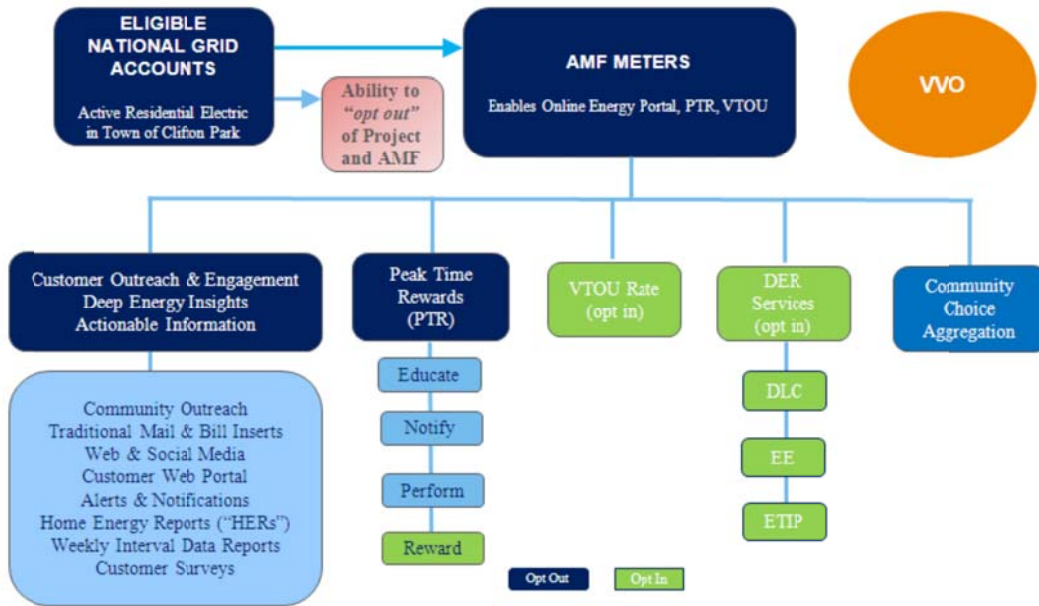 ELIGIBLE
NATIONAL GRID
ACCOUNTS
Active Residential Electric
in Town of Clifton Park
Ability to
“opt out”
of Project
and AMF
AMF METERS
Enables Online Energy Portal, PTR, VTOU
VVO
Customer Outreach & Engagement
Deep Energy Insights
Actionable Information
Peak Time
Rewards
(PTR)
VTOU Rate
(opt in)
DER
Services
(opt in)
Community
Choice
Aggregation
Community Outreach
Traditional Mail & Bill Inserts
Web & Social Media
Customer Web Portal
Alerts & Notifications
Home Energy Reports (“HERs”)
Weekly Interval Data Reports
Customer Surveys
Educate
Notify
Perform
Reward
DLC
EE
ETIP
Opt Out
Opt In